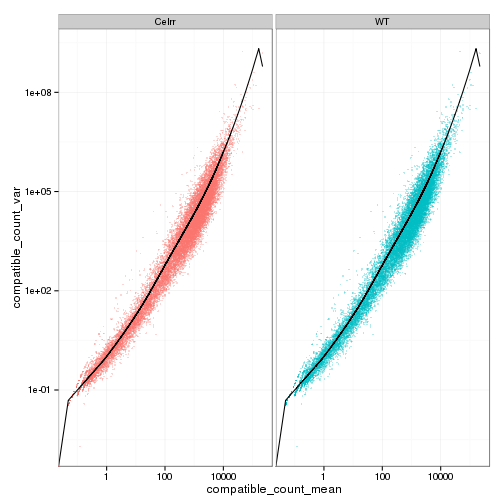 Celrr WT
compatible_count_var
1e+08
1e+05
1e+02
1e-01
1 100 10000 1 100 10000
compatible_count_mean